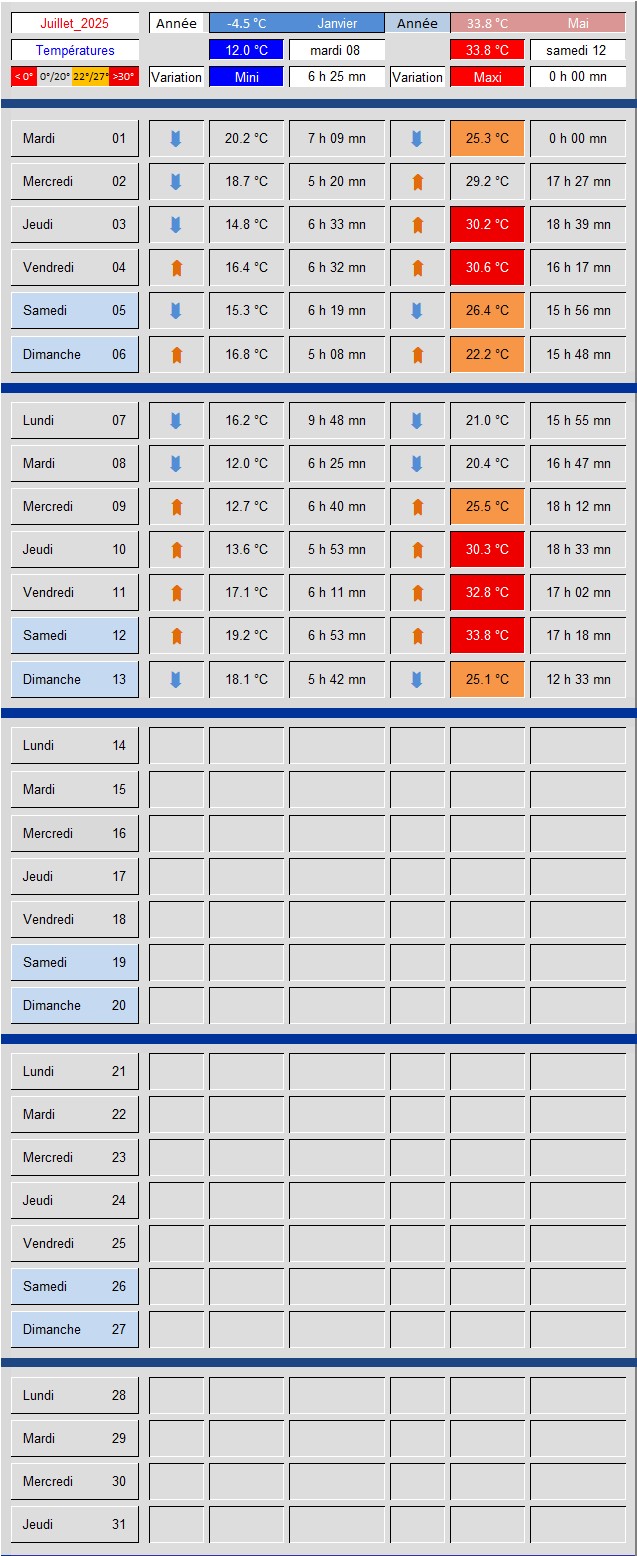 Juillet_2025 Année -4.5 °C Janvier Année 33.8 °C Mai
Températures 12.0 °C mardi 08 33.8 °C samedi 12
< 0° 0°/20° 22°/27° >30° Variation Mini 6 h 25 mn Variation Maxi 0 h 00 mn
Mardi 01 20.2 °C 7 h 09 mn 25.3 °C 0 h 00 mn
Mercredi 02 18.7 °C 5 h 20 mn 29.2 °C 17 h 27 mn
Jeudi 03 14.8 °C 6 h 33 mn 30.2 °C 18 h 39 mn
Vendredi 04 16.4 °C 6 h 32 mn 30.6 °C 16 h 17 mn
Samedi 05 15.3 °C 6 h 19 mn 26.4 °C 15 h 56 mn
Dimanche 06 16.8 °C 5 h 08 mn 22.2 °C 15 h 48 mn
Lundi 07 16.2 °C 9 h 48 mn 21.0 °C 15 h 55 mn
Mardi 08 12.0 °C 6 h 25 mn 20.4 °C 16 h 47 mn
Mercredi 09 12.7 °C 6 h 40 mn 25.5 °C 18 h 12 mn
Jeudi 10 13.6 °C 5 h 53 mn 30.3 °C 18 h 33 mn
Vendredi 11 17.1 °C 6 h 11 mn 32.8 °C 17 h 02 mn
Samedi 12 19.2 °C 6 h 53 mn 33.8 °C 17 h 18 mn
Dimanche 13 18.1 °C 5 h 42 mn 25.1 °C 12 h 33 mn
Lundi 14
Mardi 15
Mercredi 16
Jeudi 17
Vendredi 18
Samedi 19
Dimanche 20
Lundi 21
Mardi 22
Mercredi 23
Jeudi 24
Vendredi 25
Samedi 26
Dimanche 27
Lundi 28
Mardi 29
Mercredi 30
Jeudi 31